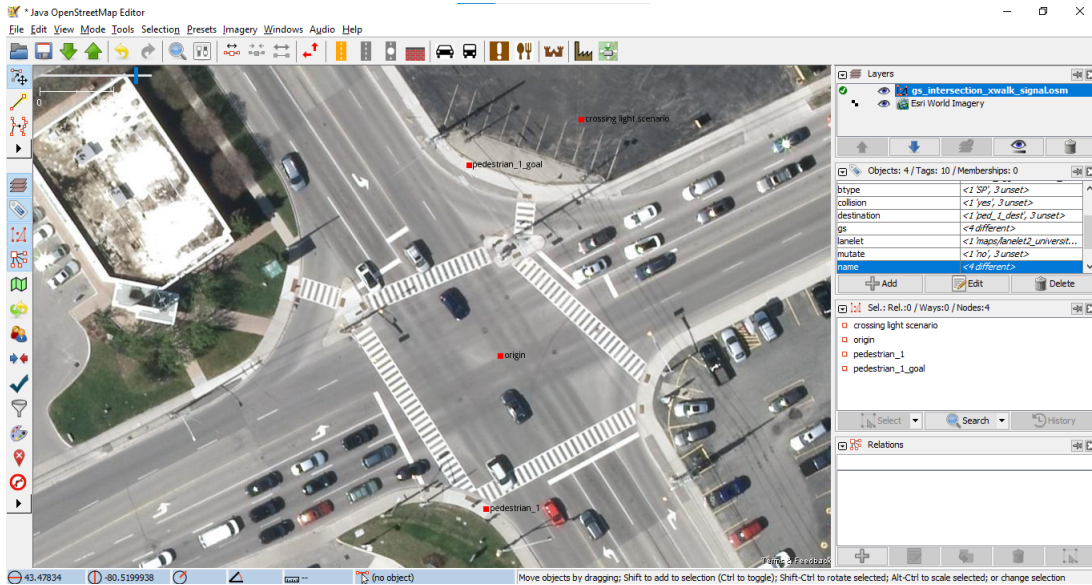 * Java OpenStreetMap Editor
File Edit View Mode Tools Selection Presets Imagery Windows Audio Help
0
crossing light scenario
pedestrian_1_goal
origin
pedestrian_1
Layers
gs_intersection_xwalk_signal.osm
Esri World Imagery
Objects: 4 / Tags: 10 / Memberships: 0
btype <1 'SP', 3 unset>
collision <1 'yes', 3 unset>
destination <1 'ped_1_dest', 3 unset>
gs <4 different>
lanelet <1 'maps/lanelet2_universit...
mutate <1 'no', 3 unset>
name <4 different>
Add Edit Delete
Sel.: Rel.:0 / Ways:0 / Nodes:4
crossing light scenario
origin
pedestrian_1
pedestrian_1_goal
Select Search History
Relations
Terms & Feedback
43.47834 -80.5199938 -- (no object) Move objects by dragging; Shift to add to selection (Ctrl to toggle); Shift-Ctrl to rotate selected; Alt-Ctrl to scale selected; or change selection